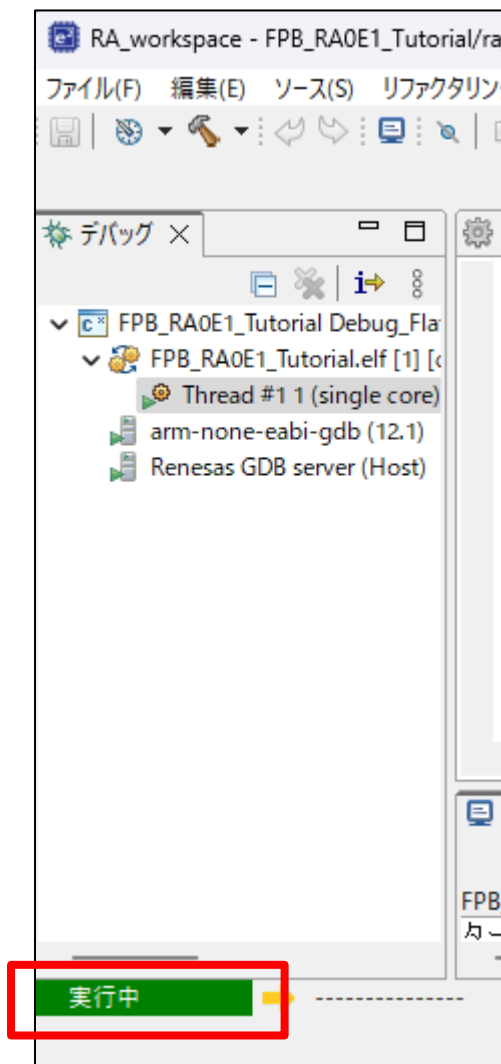 RA_workspace - FPB_RA0E1_Tutorial/ra
ファイル(F) 編集(E) ソース(S) リファクタリン
デバッグ
FPB_RA0E1_Tutorial Debug_Fla
FPB_RA0E1_Tutorial.elf [1] [c
Thread #1 1 (single core)
arm-none-eabi-gdb (12.1)
Renesas GDB server (Host)
FPB
実行中 ---------------